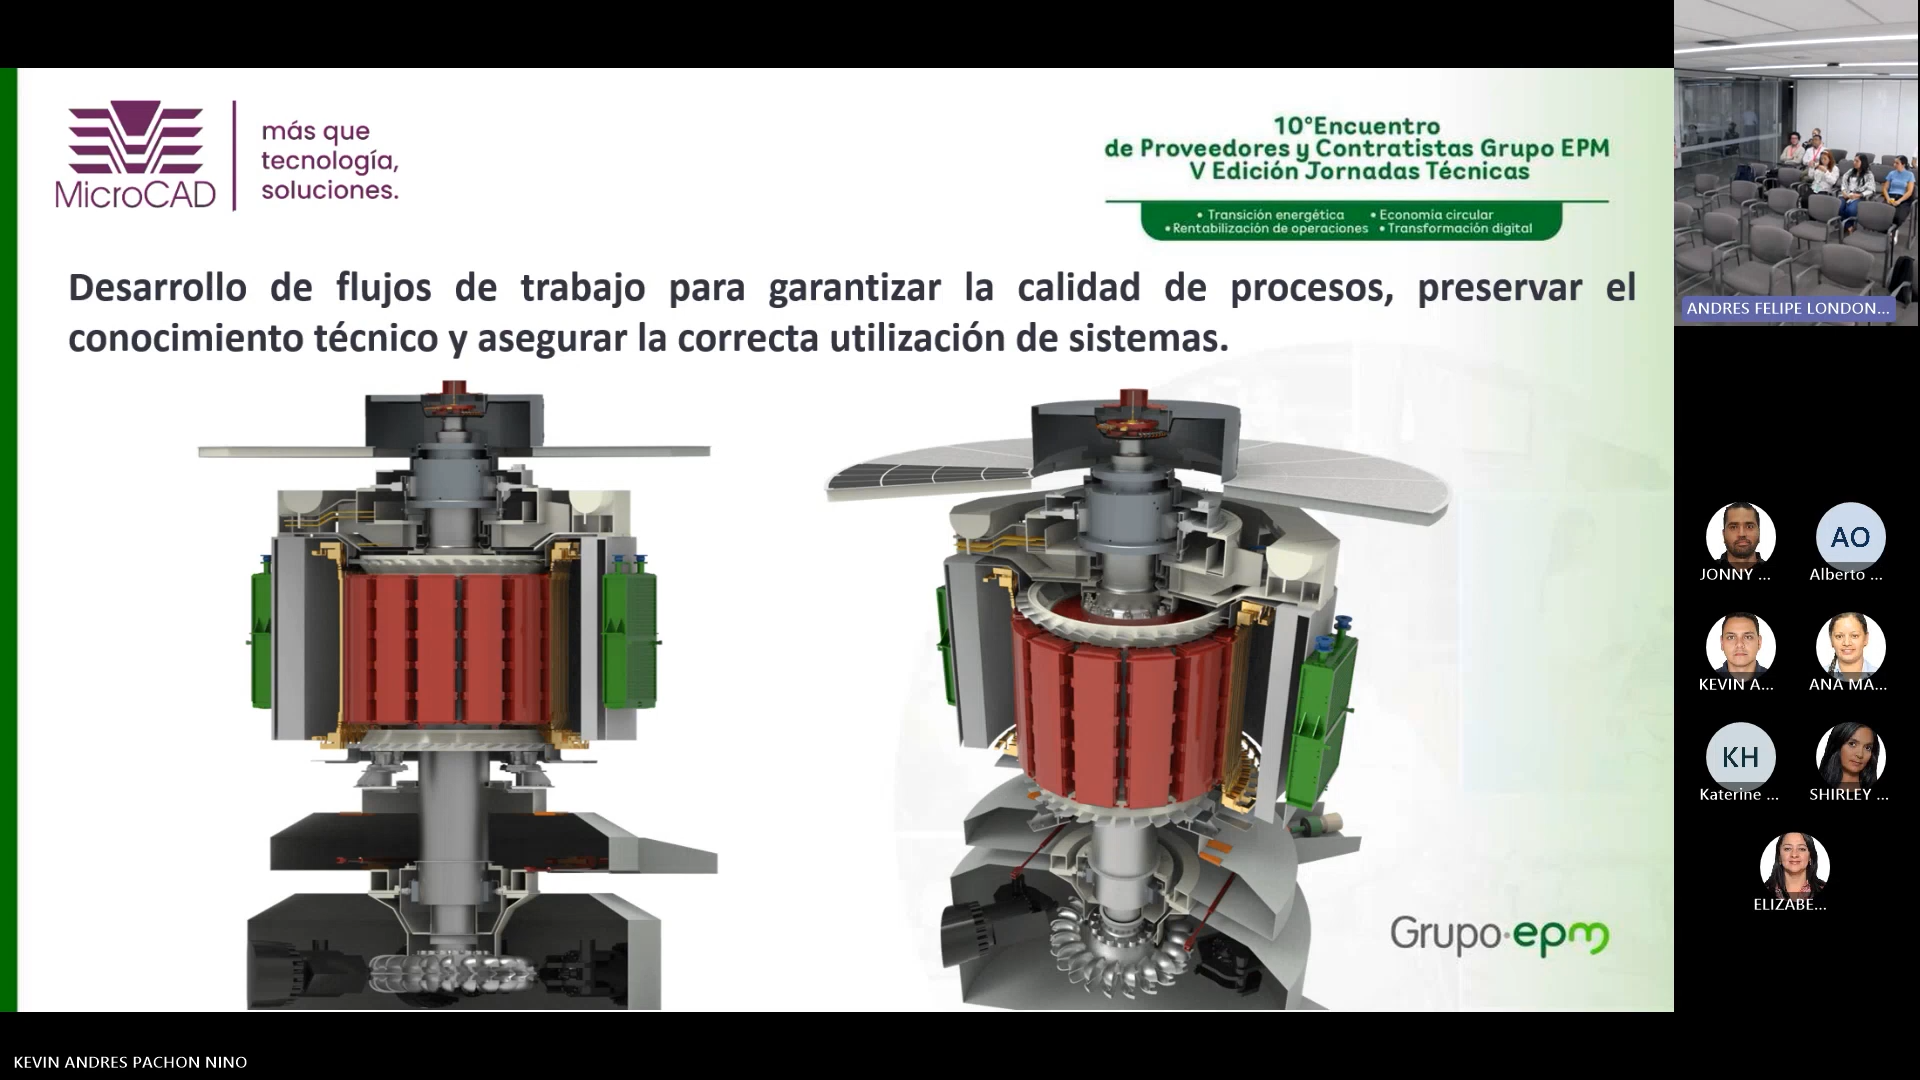 MicroCAD
más que
tecnología,
soluciones.
10°Encuentro
de Proveedores y Contratistas Grupo EPM
V Edición Jornadas Técnicas
• Transición energética • Economía circular
• Rentabilización de operaciones • Transformación digital
Desarrollo de flujos de trabajo para garantizar la calidad de procesos, preservar el
conocimiento técnico y asegurar la correcta utilización de sistemas.
Grupo·epm
ANDRES FELIPE LONDON...
JONNY ...
AO
Alberto ...
KEVIN A...
ANA MA...
KH
Katerine ...
SHIRLEY ...
ELIZABE...
KEVIN ANDRES PACHON NINO